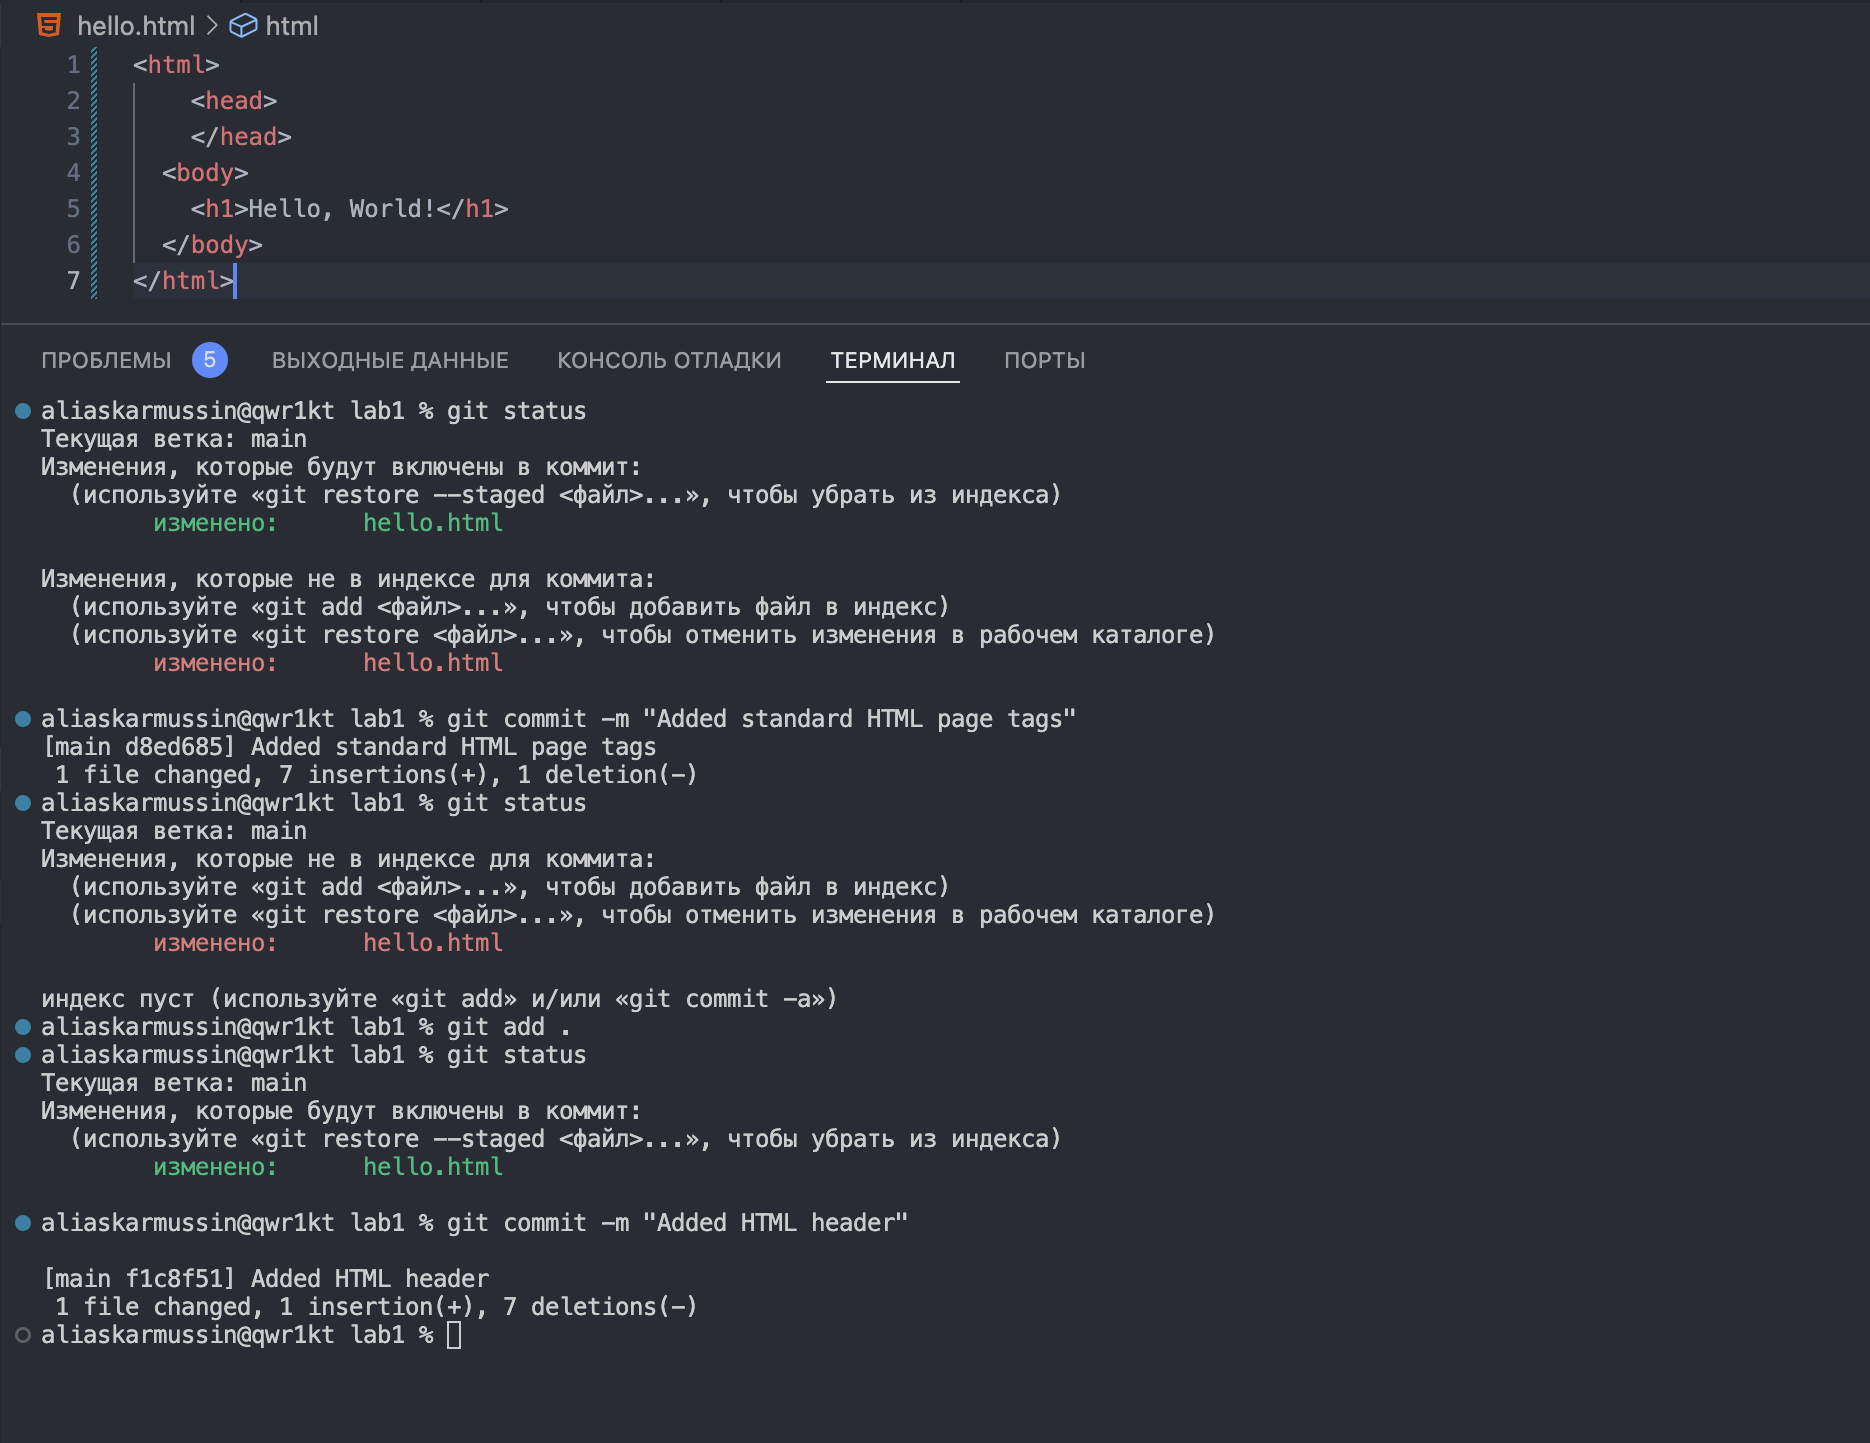 hello.html > html
1 <html>
2     <head>
3     </head>
4   <body>
5     <h1>Hello, World!</h1>
6   </body>
7 </html>
ПРОБЛЕМЫ 5 ВЫХОДНЫЕ ДАННЫЕ КОНСОЛЬ ОТЛАДКИ ТЕРМИНАЛ ПОРТЫ
aliaskarmussin@qwr1kt lab1 % git status
Текущая ветка: main
Изменения, которые будут включены в коммит:
  (используйте «git restore --staged <файл>...», чтобы убрать из индекса)
        изменено:      hello.html
Изменения, которые не в индексе для коммита:
  (используйте «git add <файл>...», чтобы добавить файл в индекс)
  (используйте «git restore <файл>...», чтобы отменить изменения в рабочем каталоге)
        изменено:      hello.html
aliaskarmussin@qwr1kt lab1 % git commit -m "Added standard HTML page tags"
[main d8ed685] Added standard HTML page tags
 1 file changed, 7 insertions(+), 1 deletion(-)
aliaskarmussin@qwr1kt lab1 % git status
Текущая ветка: main
Изменения, которые не в индексе для коммита:
  (используйте «git add <файл>...», чтобы добавить файл в индекс)
  (используйте «git restore <файл>...», чтобы отменить изменения в рабочем каталоге)
        изменено:      hello.html
индекс пуст (используйте «git add» и/или «git commit -a»)
aliaskarmussin@qwr1kt lab1 % git add .
aliaskarmussin@qwr1kt lab1 % git status
Текущая ветка: main
Изменения, которые будут включены в коммит:
  (используйте «git restore --staged <файл>...», чтобы убрать из индекса)
        изменено:      hello.html
aliaskarmussin@qwr1kt lab1 % git commit -m "Added HTML header"
[main f1c8f51] Added HTML header
 1 file changed, 1 insertion(+), 7 deletions(-)
aliaskarmussin@qwr1kt lab1 %